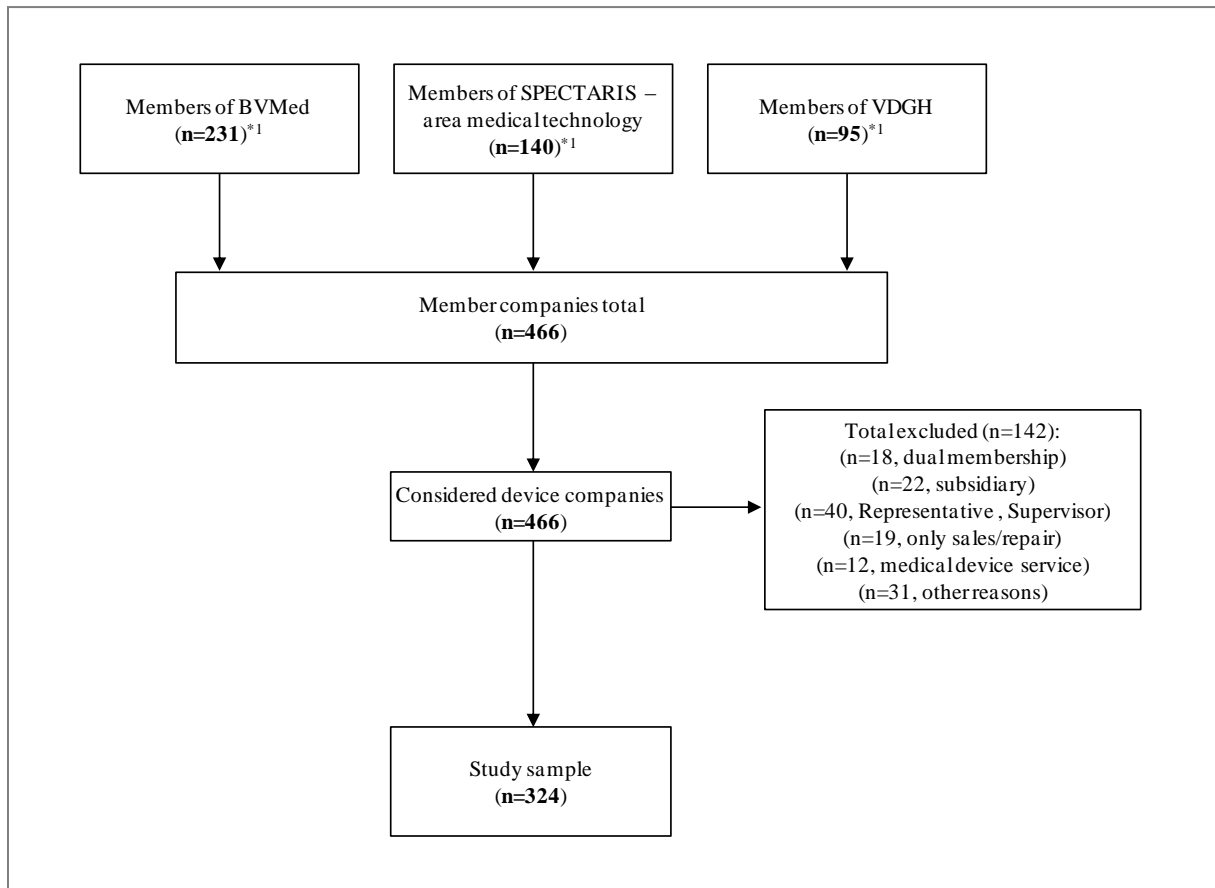 Members of BVMed
(n=231)*1
Members of SPECTARIS –
area medical technology
(n=140)*1
Members of VDGH
(n=95)*1
Member companies total
(n=466)
Considered device companies
(n=466)
Total excluded (n=142):
(n=18, dual membership)
(n=22, subsidiary)
(n=40, Representative , Supervisor)
(n=19, only sales/repair)
(n=12, medical device service)
(n=31, other reasons)
Study sample
(n=324)